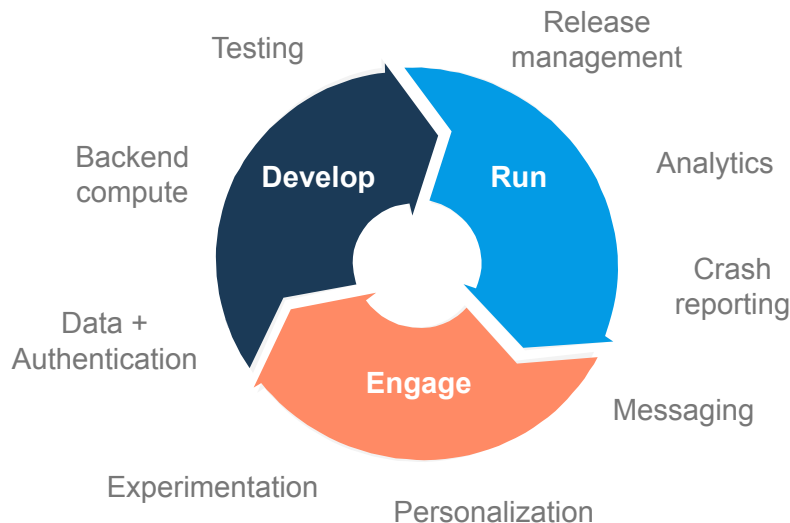 Testing
Release
management
Backend
compute
Develop
Run
Analytics
Crash
reporting
Data +
Authentication
Engage
Messaging
Experimentation
Personalization